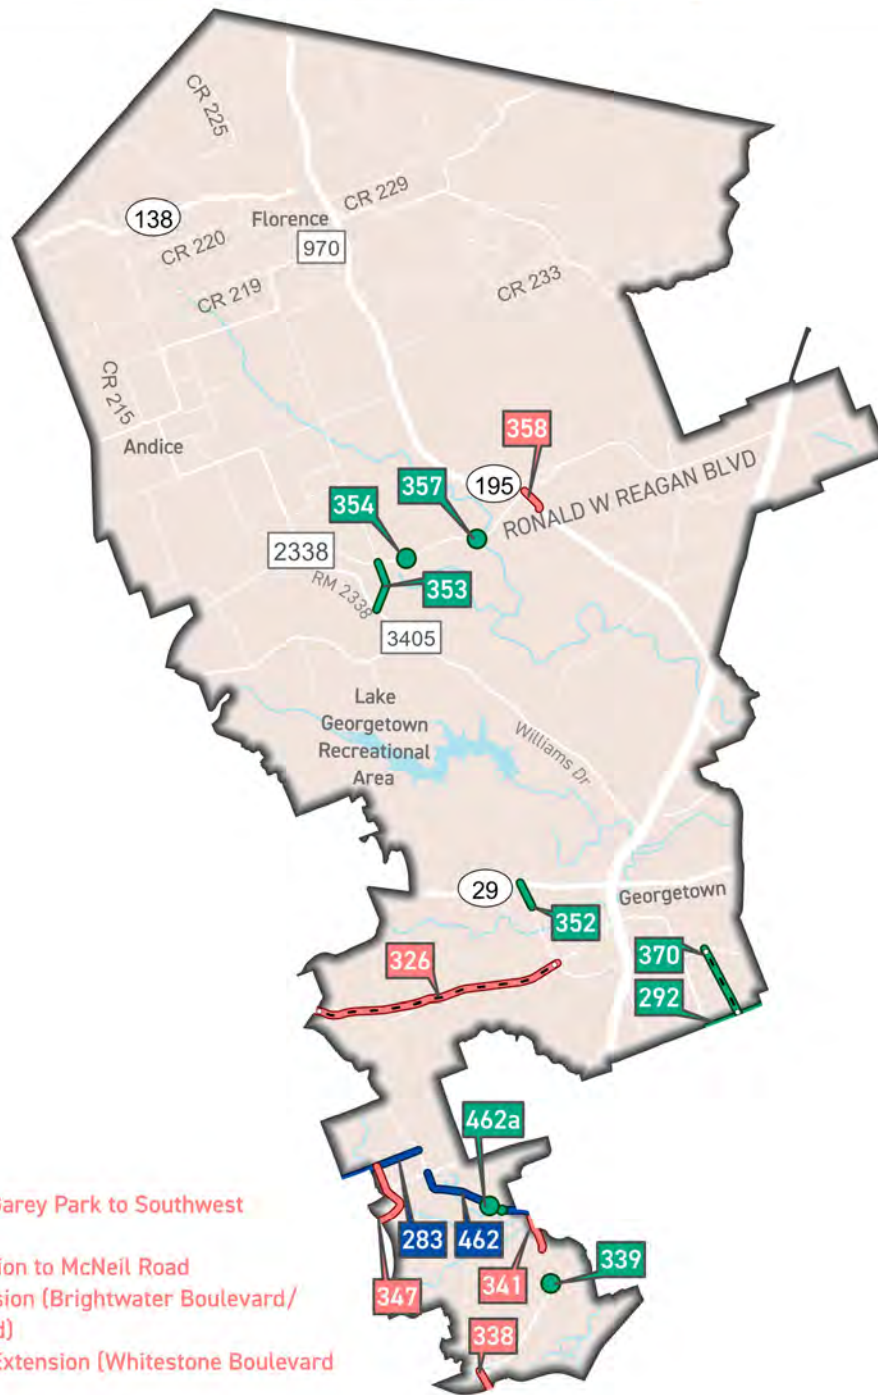 CR 225
CR 229
138
Florence
CR 220
970
CR 233
CR 219
CR 215
358
Andice
195
RONALD W REAGAN BLVD
357
354
2338
353
RM 2338
3405
Lake
Georgetown
Recreational
Area
Williams Dr
29
Georgetown
352
326
370
292
462a
Garey Park to Southwest
283
462
339
to McNeil Road
341
(Brightwater Boulevard/
347
338
Extension (Whitestone Boulevard